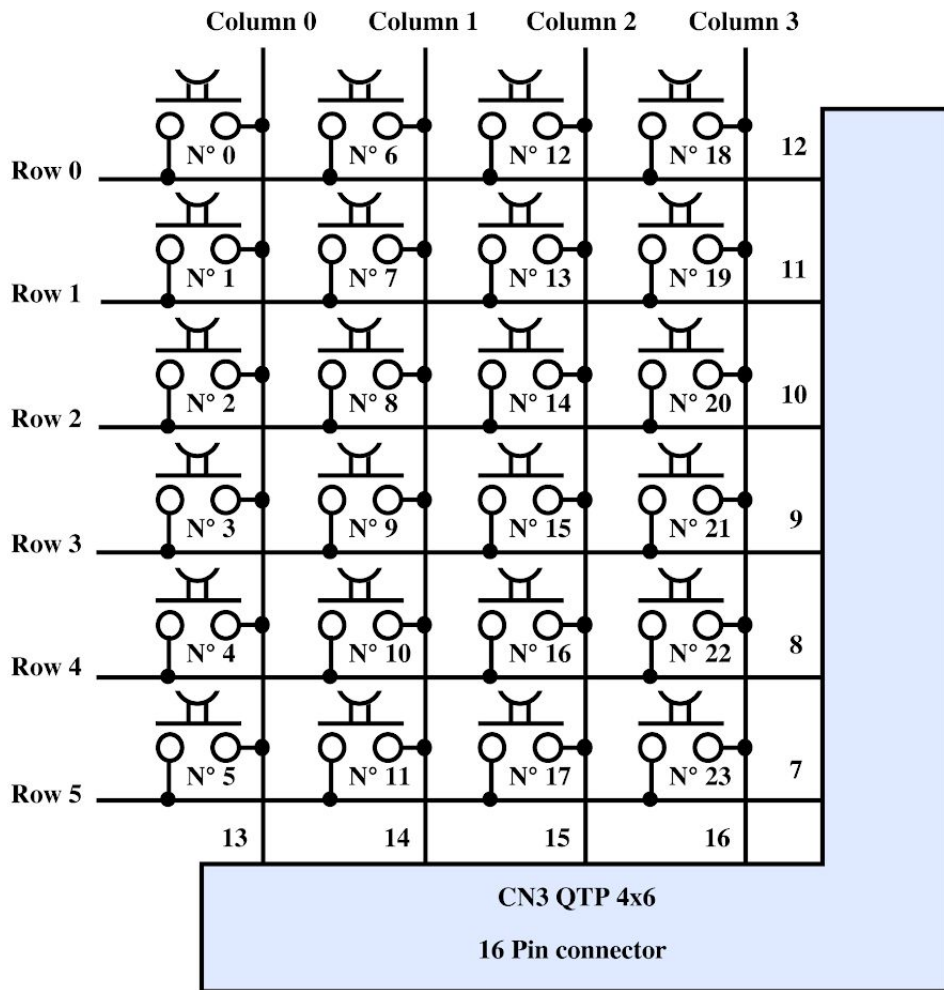 Column 0 Column 1 Column 2 Column 3
N° 0 N° 6 N° 12 N° 18 12
Row 0
N° 1 N° 7 N° 13 N° 19 11
Row 1
N° 2 N° 8 N° 14 N° 20 10
Row 2
N° 3 N° 9 N° 15 N° 21 9
Row 3
N° 4 N° 10 N° 16 N° 22 8
Row 4
N° 5 N° 11 N° 17 N° 23 7
Row 5
13 14 15 16
CN3 QTP 4x6
16 Pin connector